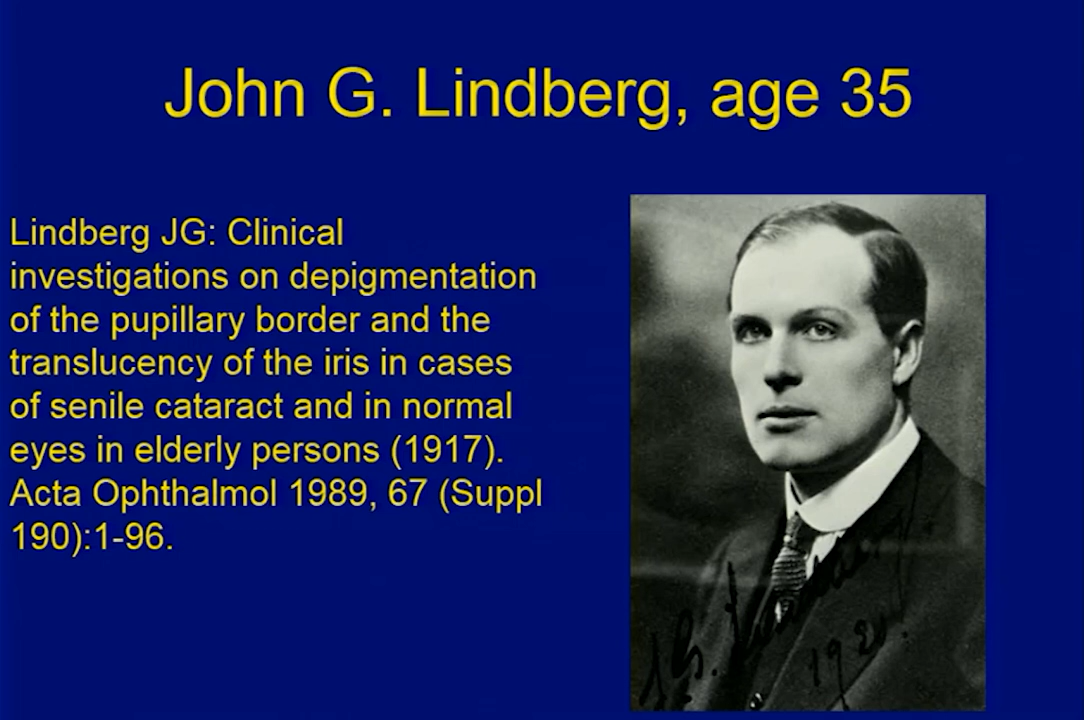 John G. Lindberg, age 35
Lindberg JG: Clinical
investigations on depigmentation
of the pupillary border and the
translucency of the iris in cases
of senile cataract and in normal
eyes in elderly persons (1917).
Acta Ophthalmol 1989, 67 (Suppl
190):1-96.
J.G. Lindberg
192